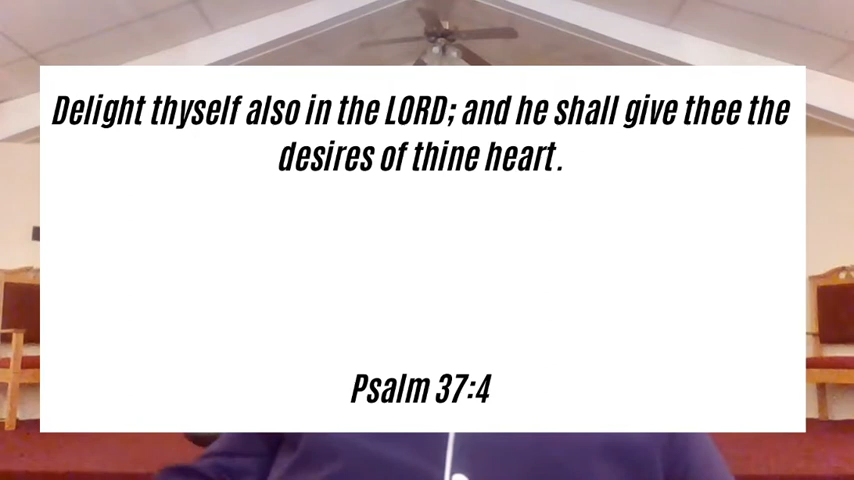 Delight thyself also in the LORD; and he shall give thee the
desires of thine heart.
Psalm 37:4